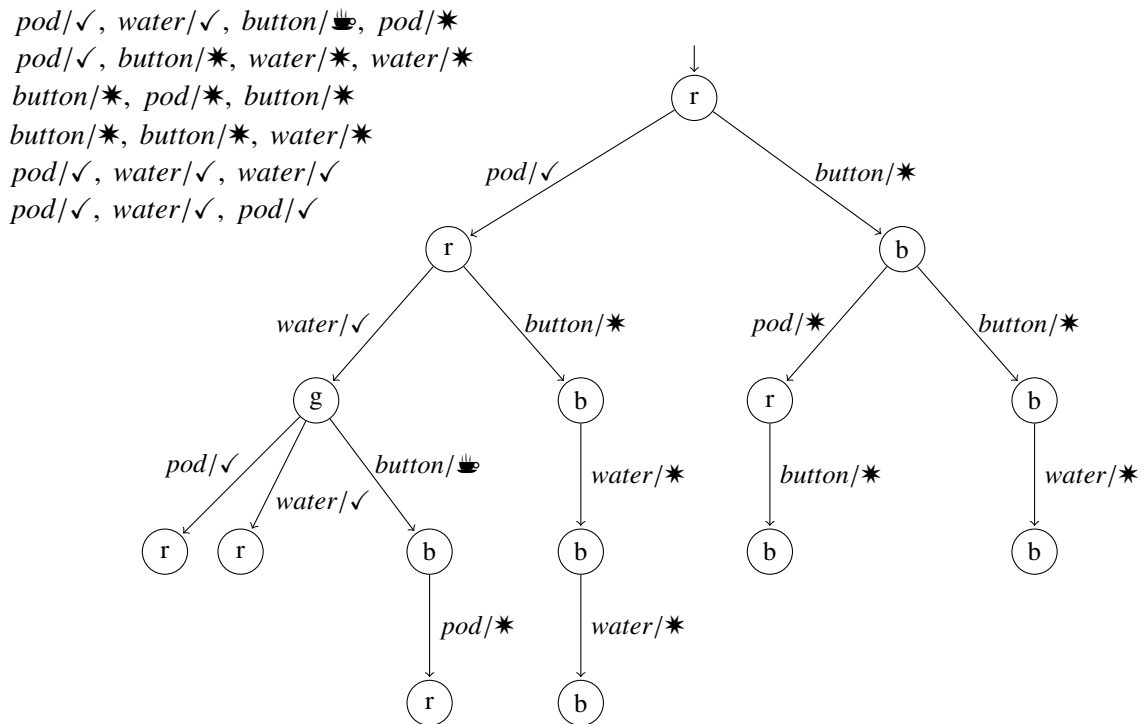 pod/✓, water/✓, button/☕, pod/✷
pod/✓, button/✷, water/✷, water/✷
button/✷, pod/✷, button/✷
button/✷, button/✷, water/✷
pod/✓, water/✓, water/✓
pod/✓, water/✓, pod/✓
r
pod/✓ button/✷
r b
water/✓ button/✷ pod/✷ button/✷
g b r b
pod/✓ water/✓ button/☕ water/✷ button/✷ water/✷
r r b b b b
pod/✷ water/✷
r b